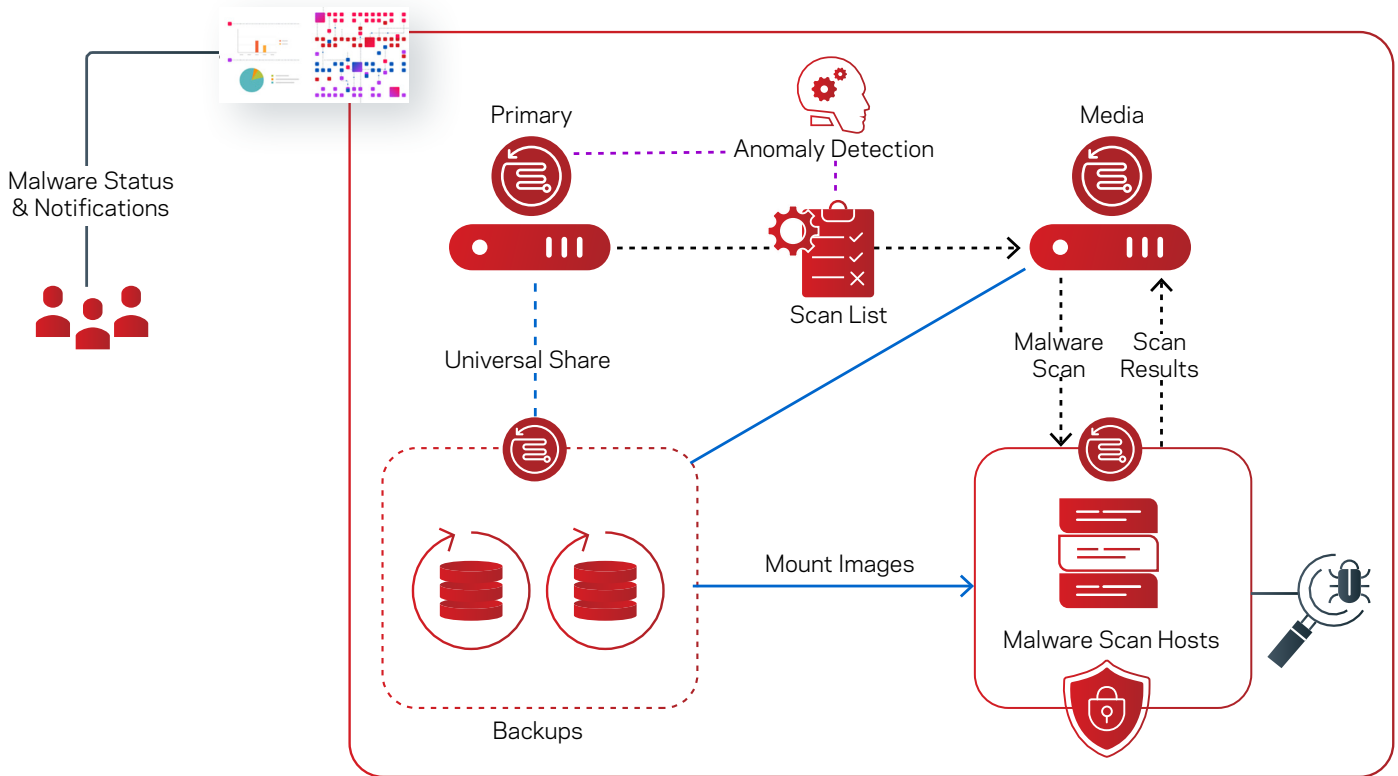 Primary
Media
Anomaly Detection
Malware Status
& Notifications
Scan List
Universal Share
Malware
Scan
Scan
Results
Mount Images
Malware Scan Hosts
Backups